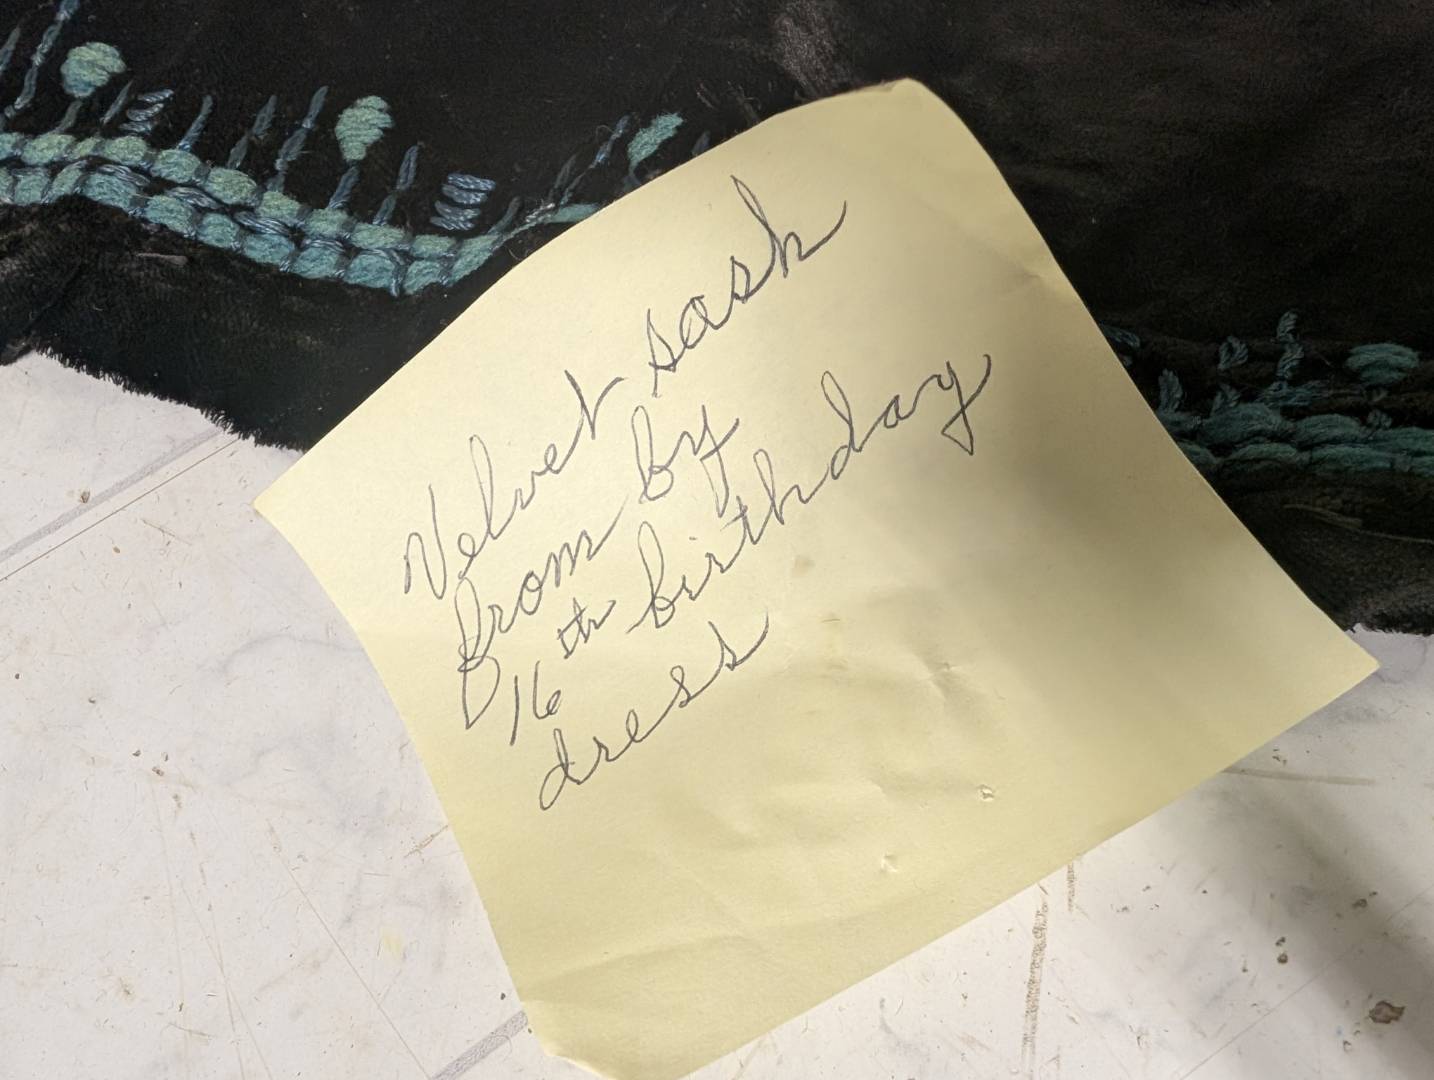 Velvet sash
from by
16th birthday
dress